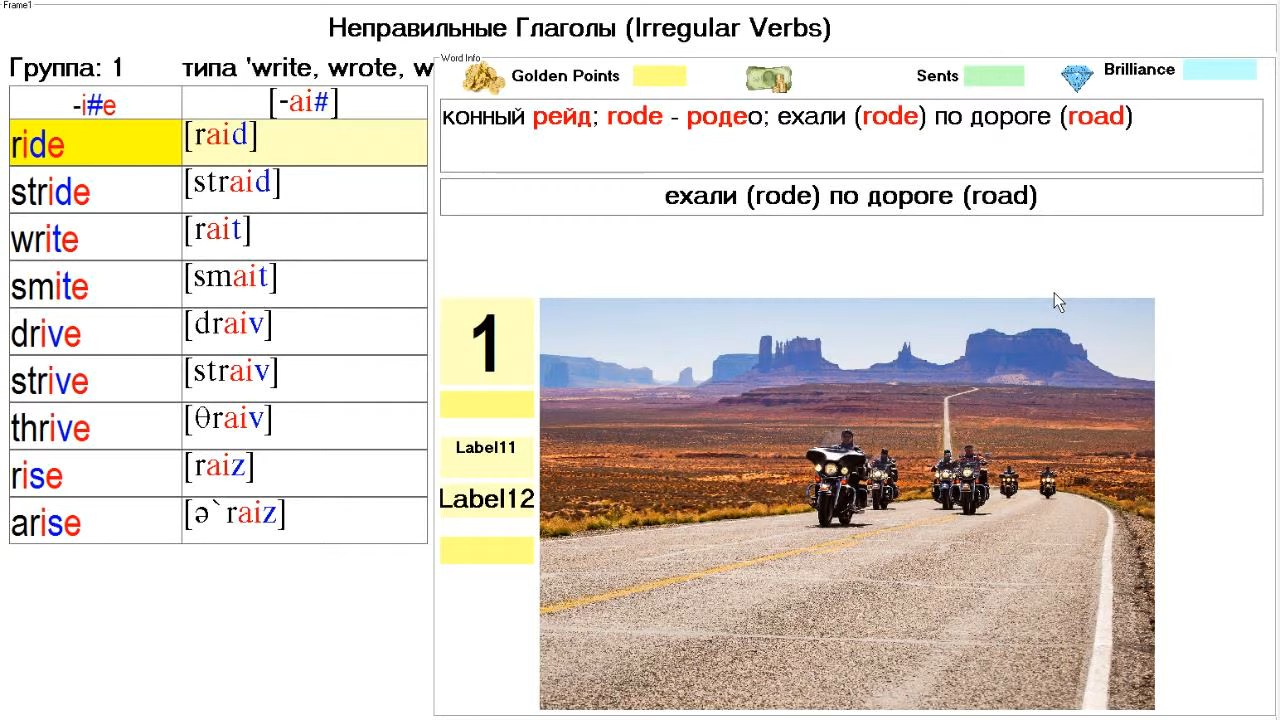 Frame1
Неправильные Глаголы (Irregular Verbs)
Группа: 1 типа 'write, wrote, w
-i#e [-ai#]
ride [raid]
stride [straid]
write [rait]
smite [smait]
drive [draiv]
strive [straiv]
thrive [θraiv]
rise [raiz]
arise [ə`raiz]
Word Info
Golden Points
Sents
Brilliance
конный рейд; rode - родео; ехали (rode) по дороге (road)
ехали (rode) по дороге (road)
1
Label11
Label12